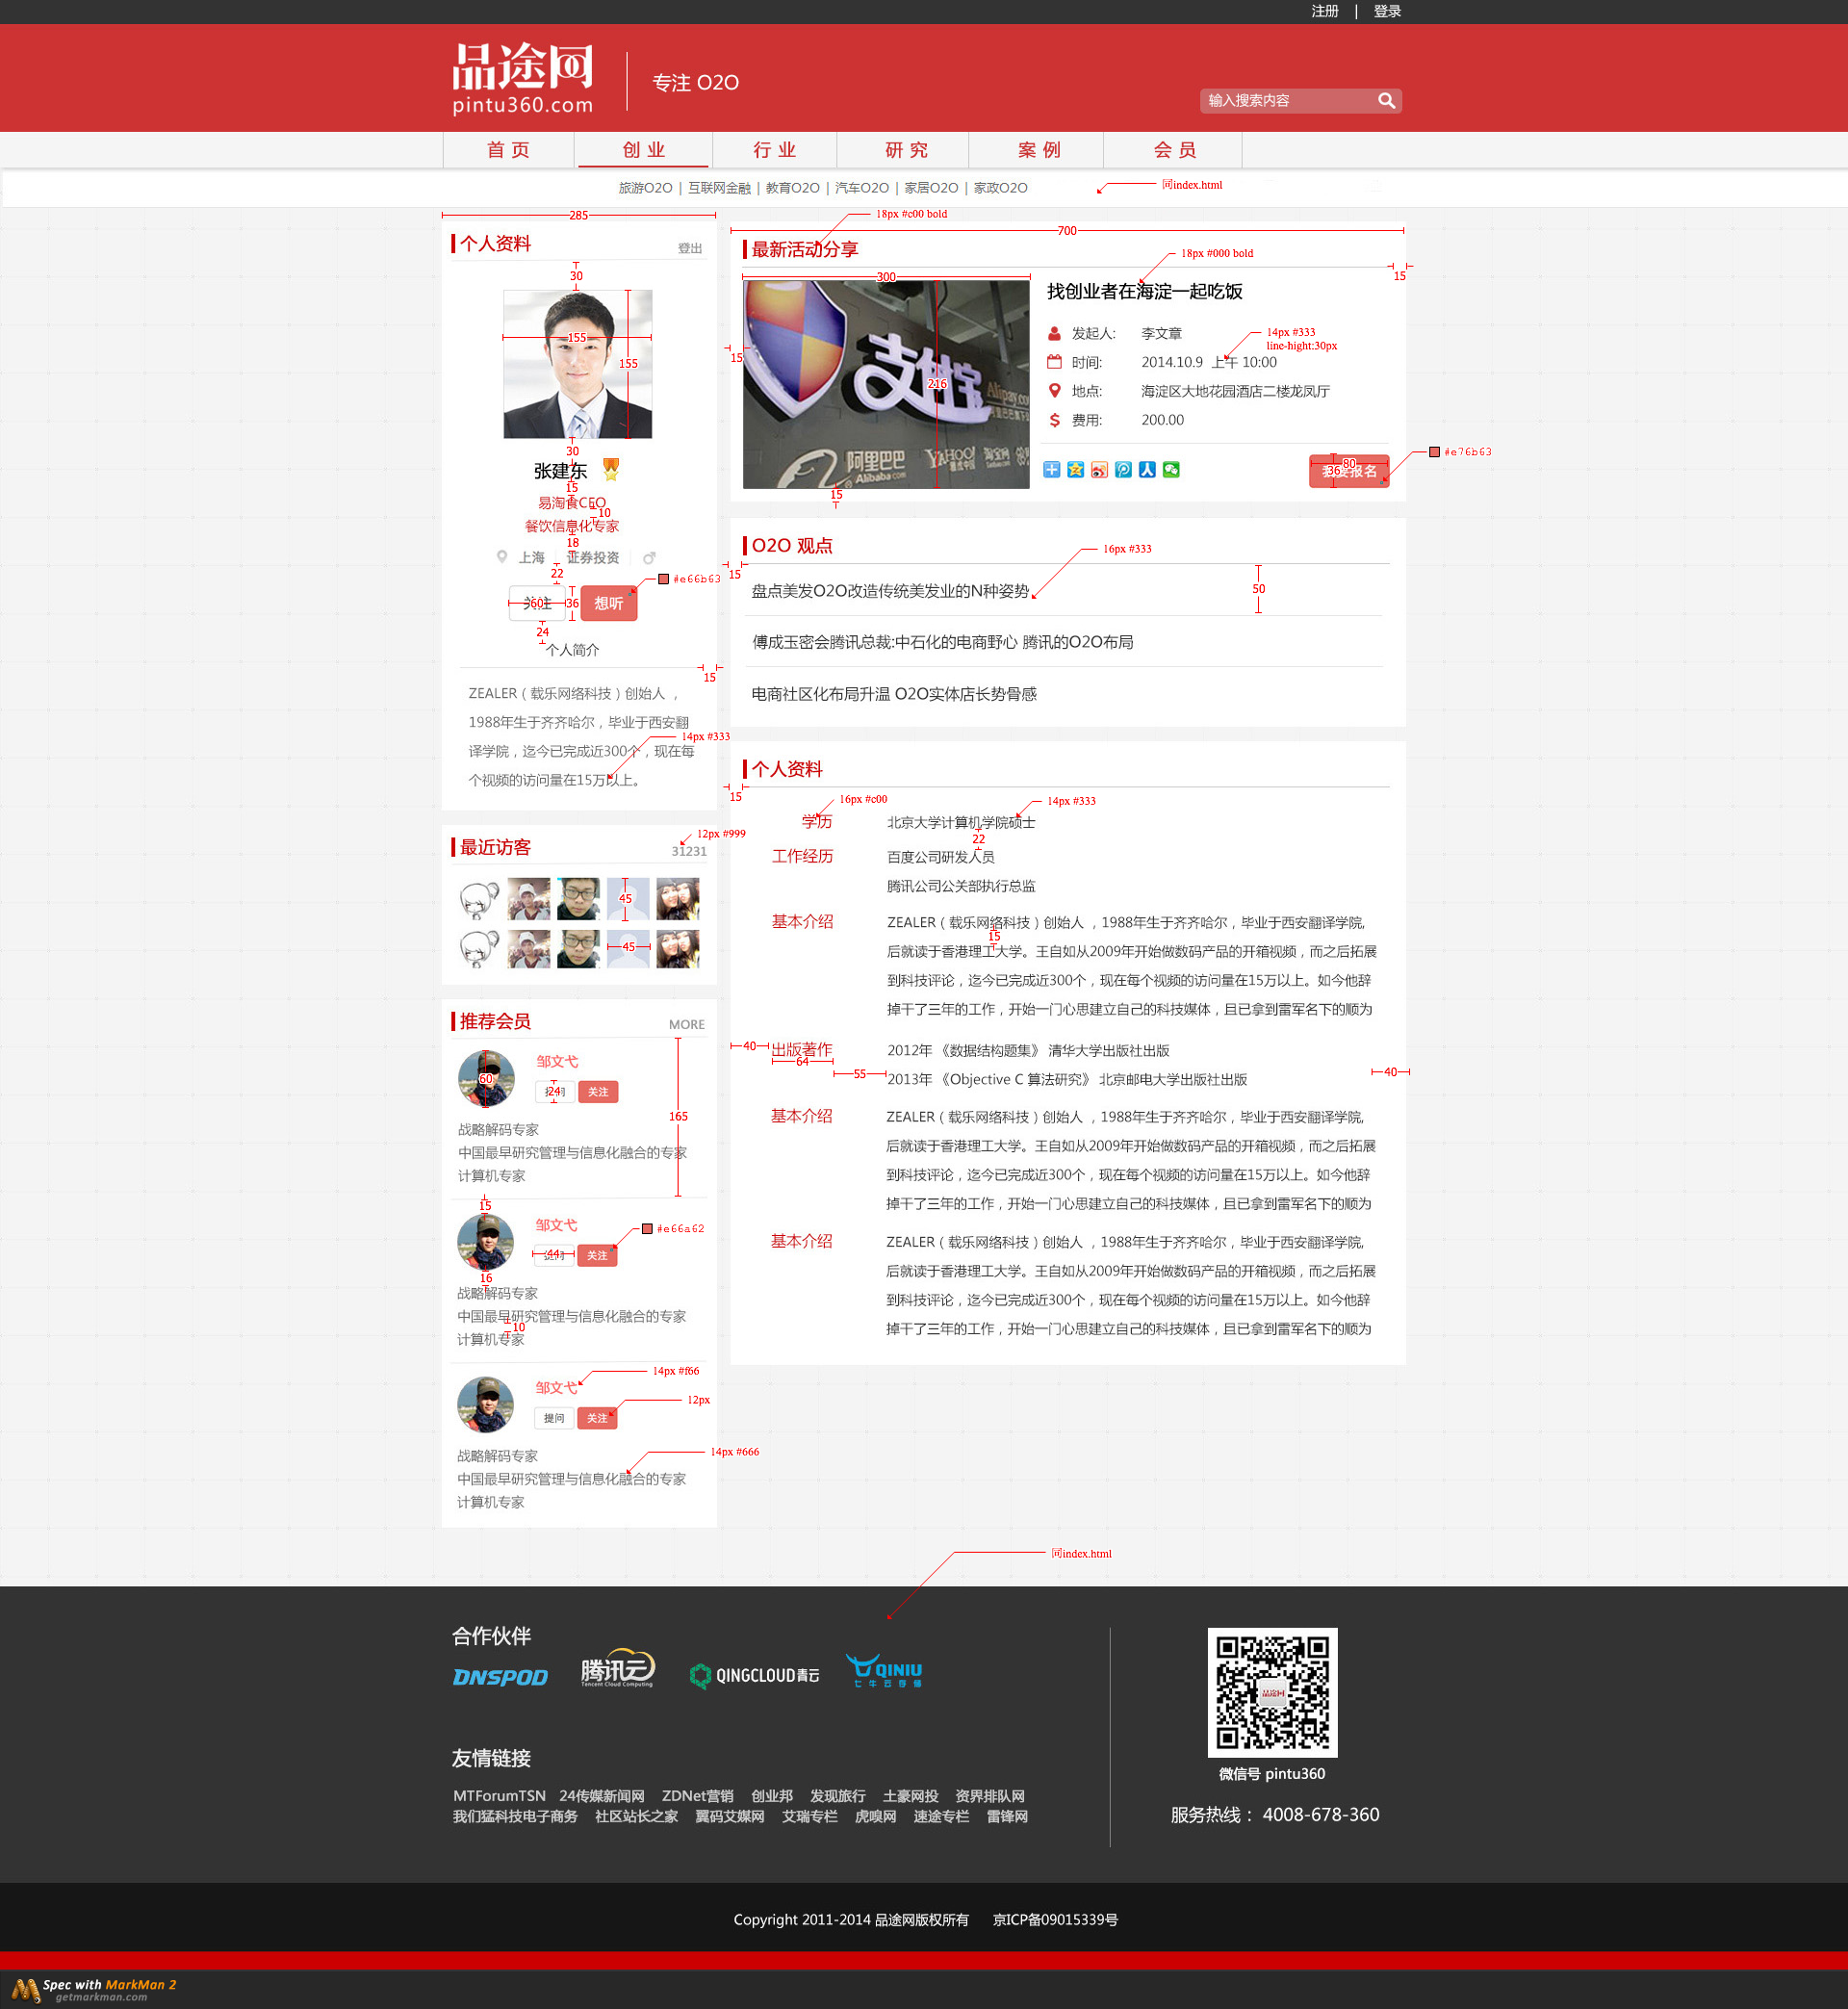 注册 | 登录
品途网
pintu360.com
专注 O2O
输入搜索内容
首 页 创 业 行 业 研 究 案 例 会 员
旅游O2O | 互联网金融 | 教育O2O | 汽车O2O | 家居O2O | 家政O2O
同index.html
285
个人资料 登出
30
155
155
30
张建东
15
易淘食CEO
10
餐饮信息化专家
18
上海 证券投资
22
#e66b63
关注 60 36 想听
24
个人简介
15
ZEALER（载乐网络科技）创始人 ，
1988年生于齐齐哈尔，毕业于西安翻
14px #333
译学院，迄今已完成近300个，现在每
个视频的访问量在15万以上。
12px #999
最近访客 31231
45
45
推荐会员 MORE
60
邹文弋
24
提问 关注
165
战略解码专家
中国最早研究管理与信息化融合的专家
计算机专家
15
邹文弋
#e66a62
44
提问 关注
16
战略解码专家
中国最早研究管理与信息化融合的专家
10
计算机专家
14px #f66
邹文弋
12px
提问 关注
14px #666
战略解码专家
中国最早研究管理与信息化融合的专家
计算机专家
18px #c00 bold
700
最新活动分享
18px #000 bold
15
300
支付宝
Alipay.com
216
阿里巴巴
Alibaba.com
YAHOO!
淘宝网
15
15
找创业者在海淀一起吃饭
发起人: 李文章
14px #333
line-hight:30px
时间: 2014.10.9 上午 10:00
地点: 海淀区大地花园酒店二楼龙凤厅
费用: 200.00
#e76b63
80
36
我要报名
O2O 观点
16px #333
15
50
盘点美发O2O改造传统美发业的N种姿势
傅成玉密会腾讯总裁:中石化的电商野心 腾讯的O2O布局
电商社区化布局升温 O2O实体店长势骨感
个人资料
15
16px #c00
14px #333
学历 北京大学计算机学院硕士
22
工作经历 百度公司研发人员
腾讯公司公关部执行总监
基本介绍 ZEALER（载乐网络科技）创始人 ，1988年生于齐齐哈尔，毕业于西安翻译学院,
15
后就读于香港理工大学。王自如从2009年开始做数码产品的开箱视频，而之后拓展
到科技评论，迄今已完成近300个，现在每个视频的访问量在15万以上。如今他辞
掉干了三年的工作，开始一门心思建立自己的科技媒体，且已拿到雷军名下的顺为
40
出版著作 2012年 《数据结构题集》 清华大学出版社出版
64
55
40
2013年 《Objective C 算法研究》 北京邮电大学出版社出版
基本介绍 ZEALER（载乐网络科技）创始人 ，1988年生于齐齐哈尔，毕业于西安翻译学院,
后就读于香港理工大学。王自如从2009年开始做数码产品的开箱视频，而之后拓展
到科技评论，迄今已完成近300个，现在每个视频的访问量在15万以上。如今他辞
掉干了三年的工作，开始一门心思建立自己的科技媒体，且已拿到雷军名下的顺为
基本介绍 ZEALER（载乐网络科技）创始人 ，1988年生于齐齐哈尔，毕业于西安翻译学院,
后就读于香港理工大学。王自如从2009年开始做数码产品的开箱视频，而之后拓展
到科技评论，迄今已完成近300个，现在每个视频的访问量在15万以上。如今他辞
掉干了三年的工作，开始一门心思建立自己的科技媒体，且已拿到雷军名下的顺为
同index.html
合作伙伴
DNSPOD
腾讯云
Tencent Cloud Computing
QINGCLOUD青云
QINIU
七牛云存储
友情链接
MTForumTSN 24传媒新闻网 ZDNet营销 创业邦 发现旅行 土豪网投 资界排队网
我们猛科技电子商务 社区站长之家 翼码艾媒网 艾瑞专栏 虎嗅网 速途专栏 雷锋网
品途网
微信号 pintu360
服务热线： 4008-678-360
Copyright 2011-2014 品途网版权所有 京ICP备09015339号
Spec with MarkMan 2
getmarkman.com